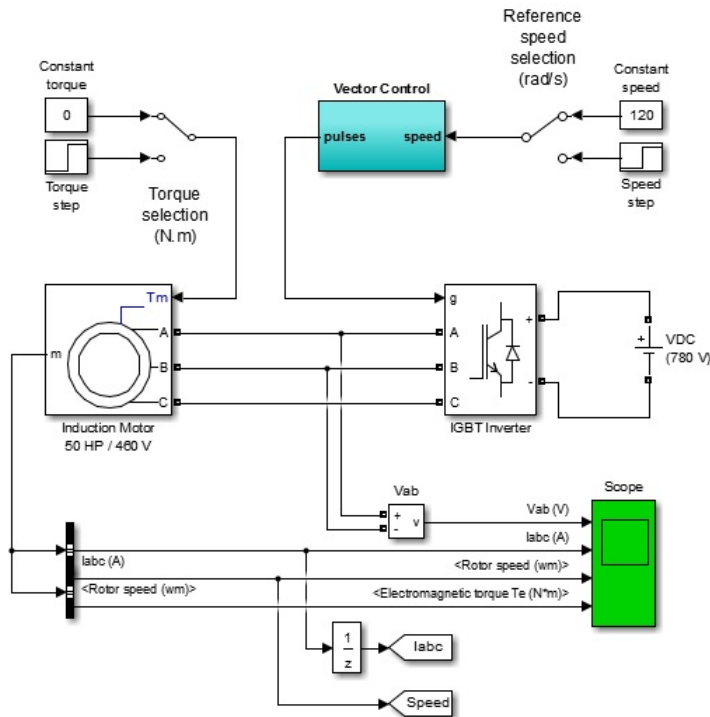 Reference
speed
selection
(rad/s)
Constant
torque
0
Torque
step
Torque
selection
(N.m)
Vector Control
pulses speed
Constant
speed
120
Speed
step
Tm
m
A
B
C
Induction Motor
50 HP / 460 V
g
A
B
C
+
-
IGBT Inverter
+
VDC
(780 V)
Vab
+
-
v
Scope
Vab (V)
Iabc (A)
<Rotor speed (wm)>
<Electromagnetic torque Te (N*m)>
Iabc (A)
<Rotor speed (wm)>
1
z
Iabc
Speed